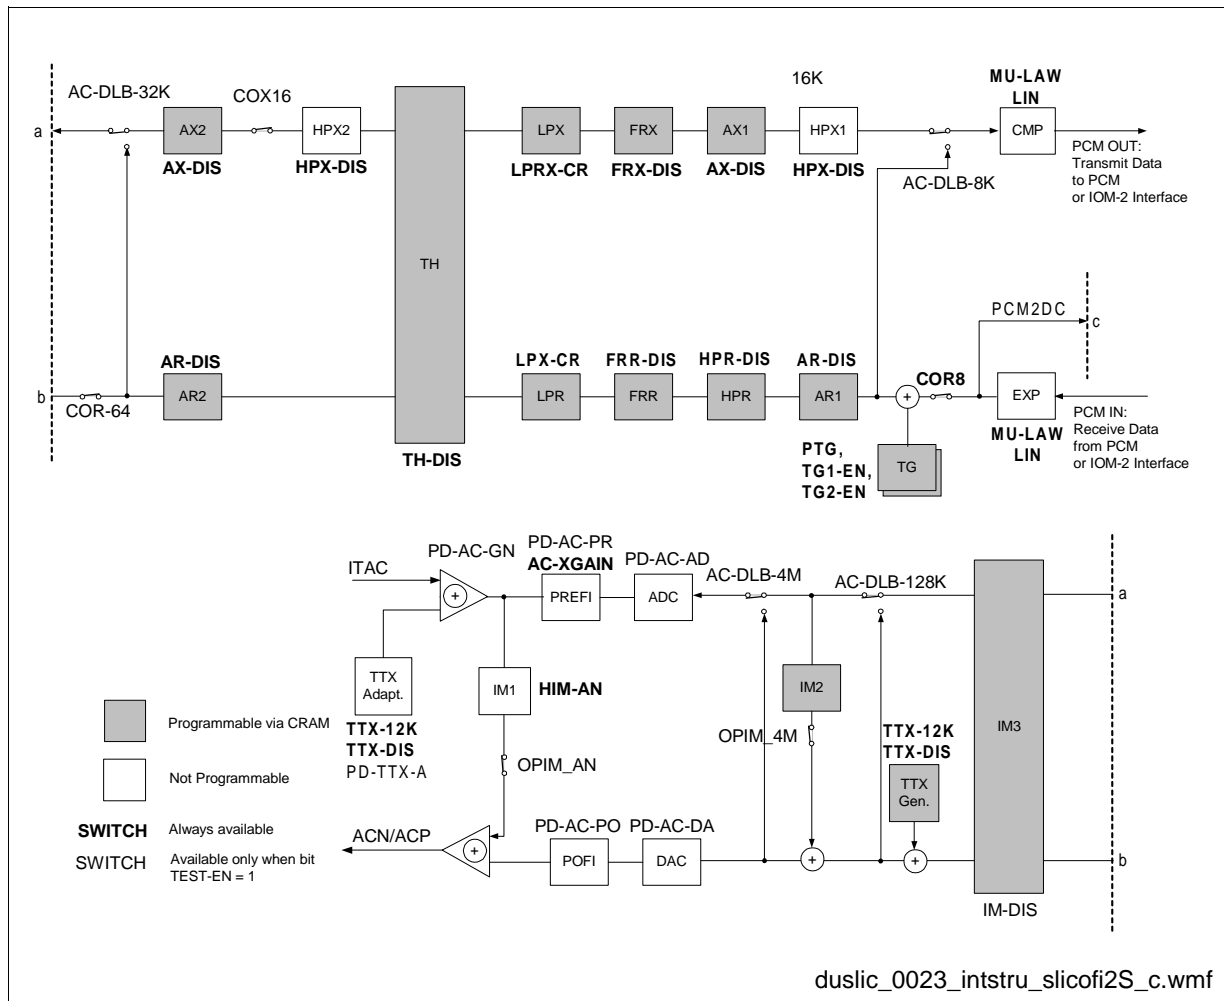 16K
MU-LAW
LIN
AC-DLB-32K
COX16
a
AX2
HPX2
LPX
FRX
AX1
HPX1
CMP
AX-DIS
HPX-DIS
LPRX-CR
FRX-DIS
AX-DIS
HPX-DIS
AC-DLB-8K
PCM OUT:
Transmit Data
to PCM
or IOM-2 Interface
TH
PCM2DC
c
AR-DIS
LPX-CR
FRR-DIS
HPR-DIS
AR-DIS
COR8
b
COR-64
AR2
LPR
FRR
HPR
AR1
+
EXP
PCM IN:
Receive Data
from PCM
or IOM-2 Interface
MU-LAW
LIN
TH-DIS
PTG,
TG1-EN,
TG2-EN
TG
PD-AC-GN
PD-AC-PR
AC-XGAIN
PD-AC-AD
ITAC
AC-DLB-4M
AC-DLB-128K
+
PREFI
ADC
a
TTX
Adapt.
IM1
HIM-AN
IM2
IM3
TTX-12K
TTX-DIS
PD-TTX-A
OPIM_AN
OPIM_4M
TTX-12K
TTX-DIS
TTX
Gen.
Programmable via CRAM
Not Programmable
SWITCH
Always available
SWITCH
Available only when bit
TEST-EN = 1
ACN/ACP
+
PD-AC-PO
PD-AC-DA
POFI
DAC
+
+
b
IM-DIS
duslic_0023_intstru_slicofi2S_c.wmf